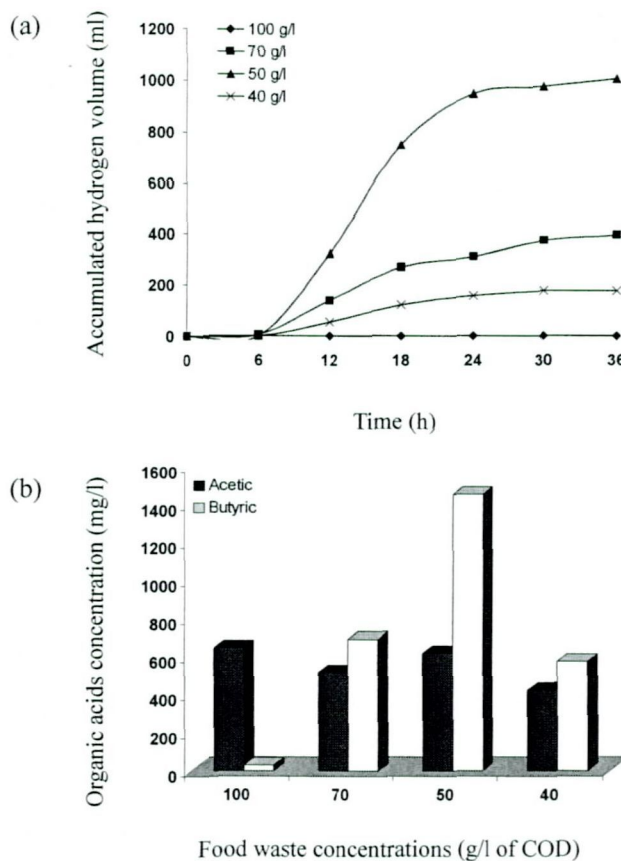 (a)
Accumulated hydrogen volume (ml)
1200
1000
800
600
400
200
0
100 g/l
70 g/l
50 g/l
40 g/l
0 6 12 18 24 30 36
Time (h)
(b)
Organic acids concentration (mg/l)
1600
1400
1200
1000
800
600
400
200
0
Acetic
Butyric
100 70 50 40
Food waste concentrations (g/l of COD)